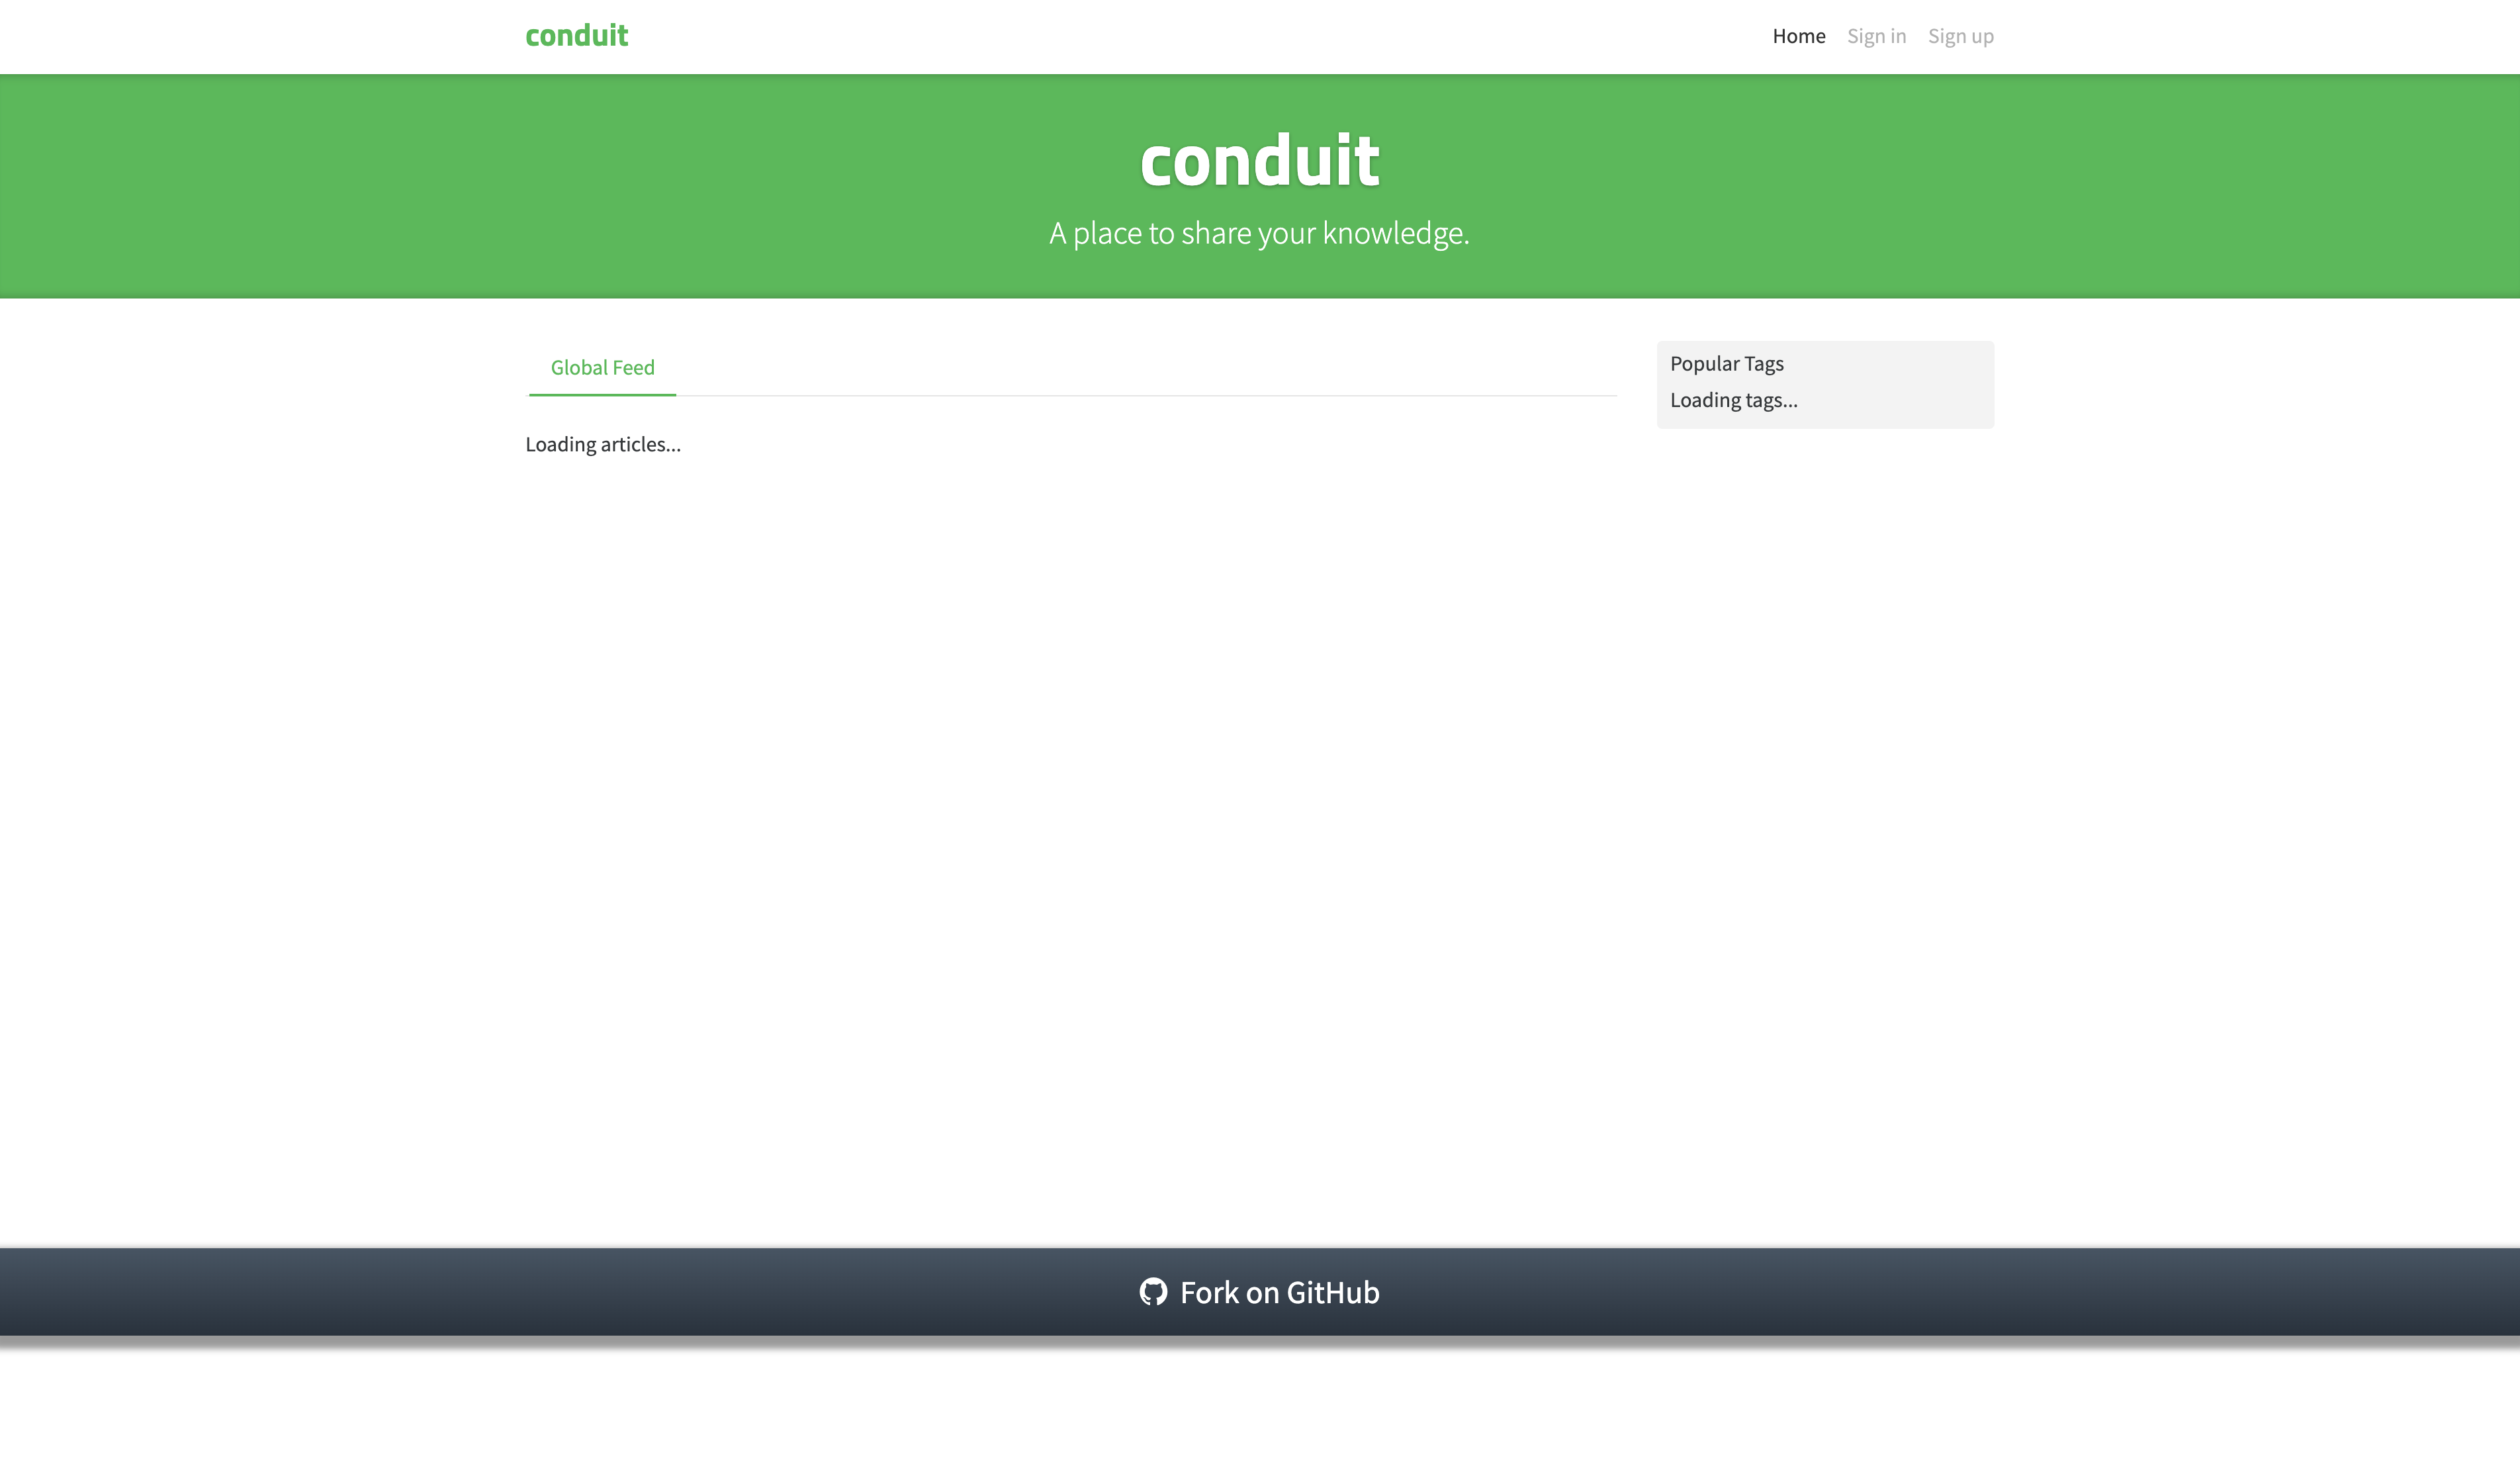 conduit
Home Sign in Sign up
conduit
A place to share your knowledge.
Global Feed
Loading articles...
Popular Tags
Loading tags...
Fork on GitHub